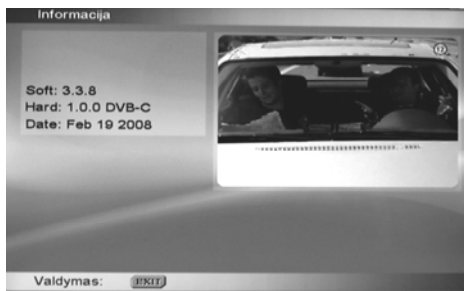 Informacija
Soft: 3.3.8
Hard: 1.0.0 DVB-C
Date: Feb 19 2008
Valdymas: EXIT